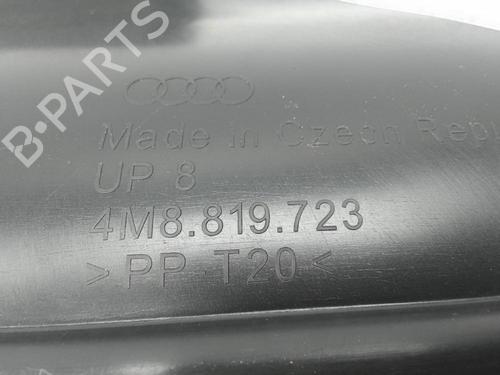 B-PARTS
Made in Czech Rep
UP 8
4M8.819.723
>PP-T20<